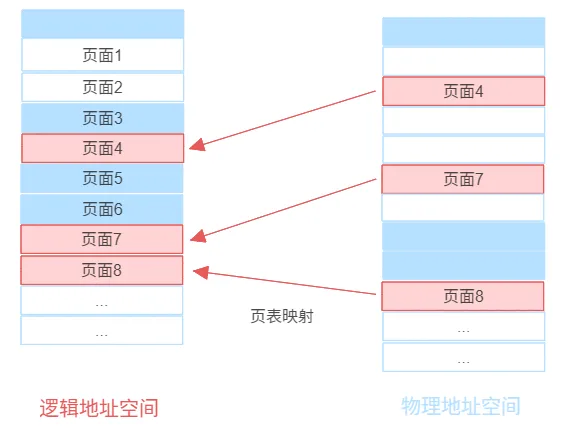 页面1
页面2
页面3
页面4
页面5
页面6
页面7
页面8
...
...
逻辑地址空间
页表映射
页面4
页面7
页面8
...
...
物理地址空间